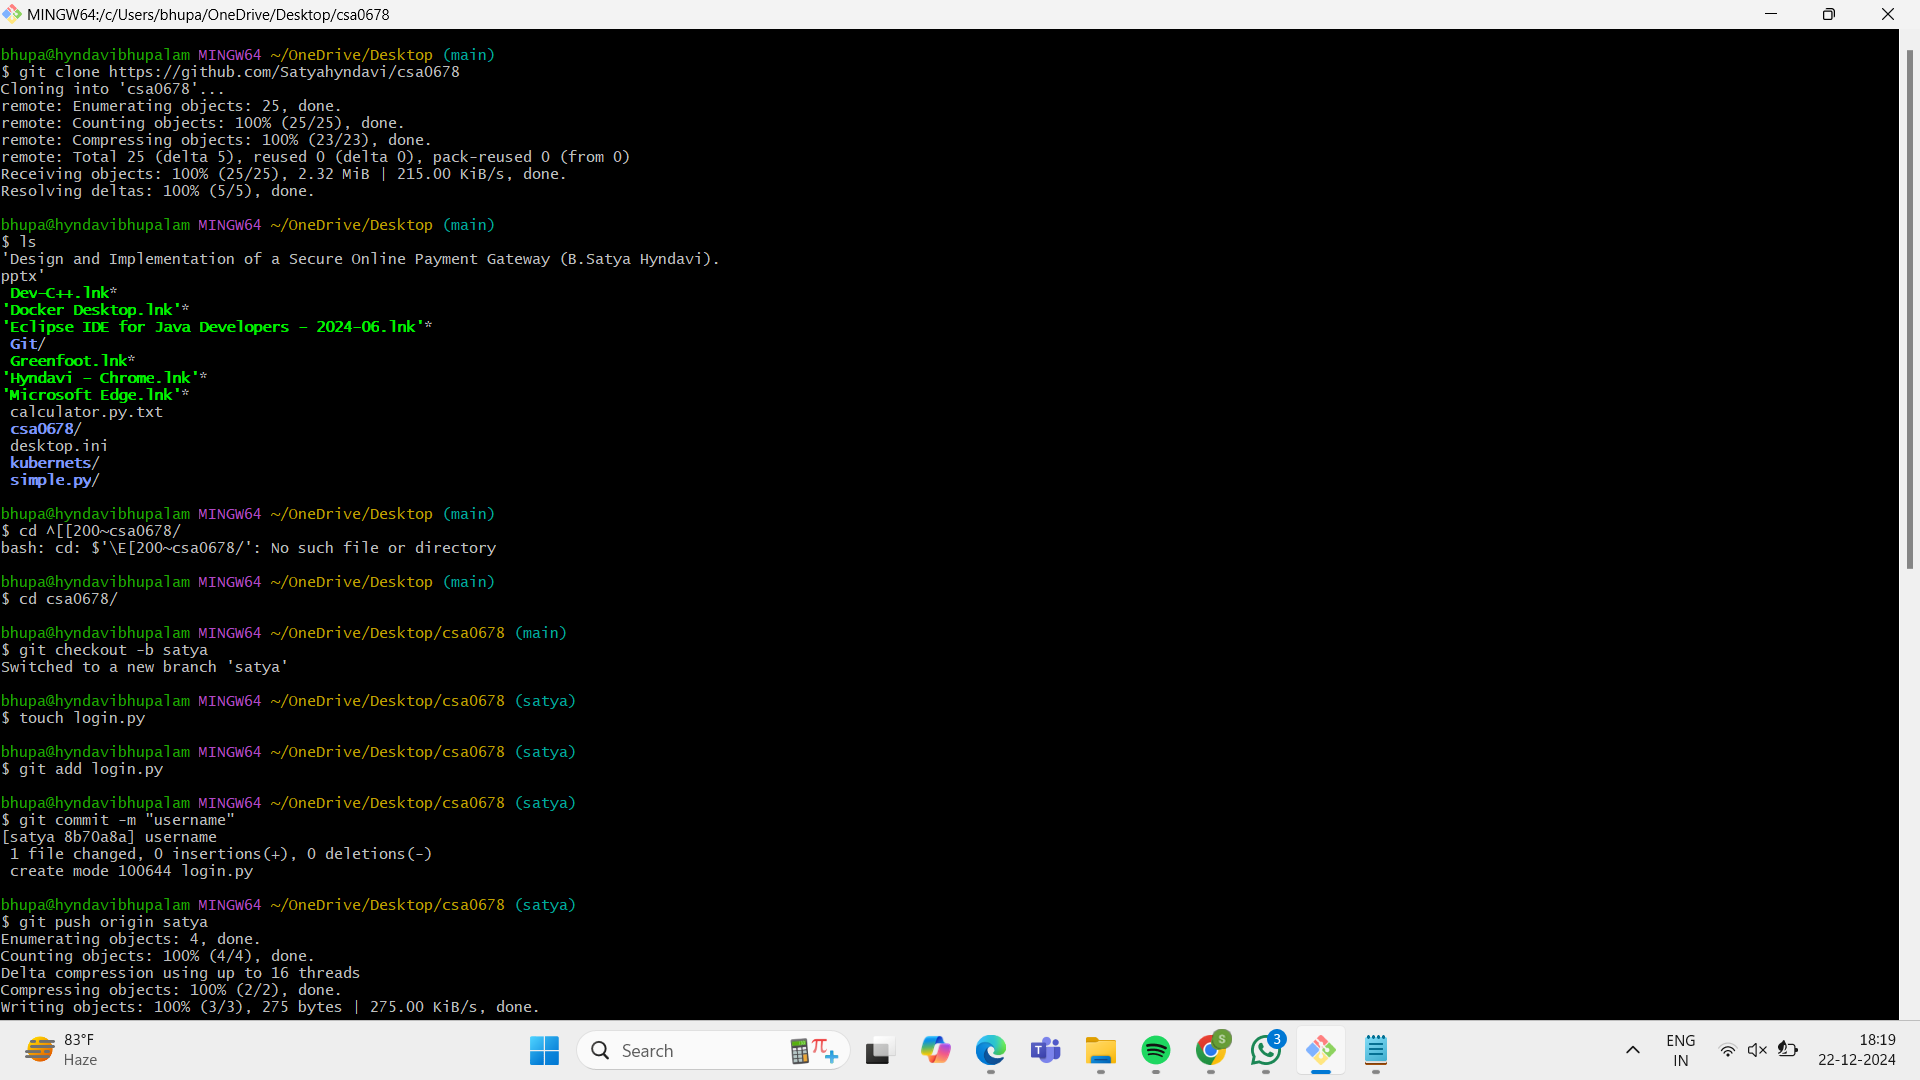 MINGW64:/c/Users/bhupa/OneDrive/Desktop/csa0678
bhupa@hyndavibhupalam MINGW64 ~/OneDrive/Desktop (main)
$ git clone https://github.com/Satyahyndavi/csa0678
Cloning into 'csa0678'...
remote: Enumerating objects: 25, done.
remote: Counting objects: 100% (25/25), done.
remote: Compressing objects: 100% (23/23), done.
remote: Total 25 (delta 5), reused 0 (delta 0), pack-reused 0 (from 0)
Receiving objects: 100% (25/25), 2.32 MiB | 215.00 KiB/s, done.
Resolving deltas: 100% (5/5), done.
bhupa@hyndavibhupalam MINGW64 ~/OneDrive/Desktop (main)
$ ls
'Design and Implementation of a Secure Online Payment Gateway (B.Satya Hyndavi).
pptx'
Dev-C++.lnk*
'Docker Desktop.lnk'*
'Eclipse IDE for Java Developers - 2024-06.lnk'*
Git/
Greenfoot.lnk*
'Hyndavi - Chrome.lnk'*
'Microsoft Edge.lnk'*
calculator.py.txt
csa0678/
desktop.ini
kubernets/
simple.py/
bhupa@hyndavibhupalam MINGW64 ~/OneDrive/Desktop (main)
$ cd ^[[200~csa0678/
bash: cd: $'\E[200~csa0678/': No such file or directory
bhupa@hyndavibhupalam MINGW64 ~/OneDrive/Desktop (main)
$ cd csa0678/
bhupa@hyndavibhupalam MINGW64 ~/OneDrive/Desktop/csa0678 (main)
$ git checkout -b satya
Switched to a new branch 'satya'
bhupa@hyndavibhupalam MINGW64 ~/OneDrive/Desktop/csa0678 (satya)
$ touch login.py
bhupa@hyndavibhupalam MINGW64 ~/OneDrive/Desktop/csa0678 (satya)
$ git add login.py
bhupa@hyndavibhupalam MINGW64 ~/OneDrive/Desktop/csa0678 (satya)
$ git commit -m "username"
[satya 8b70a8a] username
1 file changed, 0 insertions(+), 0 deletions(-)
create mode 100644 login.py
bhupa@hyndavibhupalam MINGW64 ~/OneDrive/Desktop/csa0678 (satya)
$ git push origin satya
Enumerating objects: 4, done.
Counting objects: 100% (4/4), done.
Delta compression using up to 16 threads
Compressing objects: 100% (2/2), done.
Writing objects: 100% (3/3), 275 bytes | 275.00 KiB/s, done.
83°F
Haze
Search
S
3
ENG
IN
18:19
22-12-2024